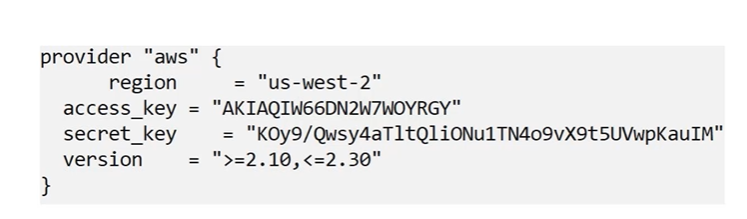 provider "aws" {
region = "us-west-2"
access_key = "AKIAQIW66DN2W7WOYRGY"
secret_key = "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"
version = ">=2.10,<=2.30"
}